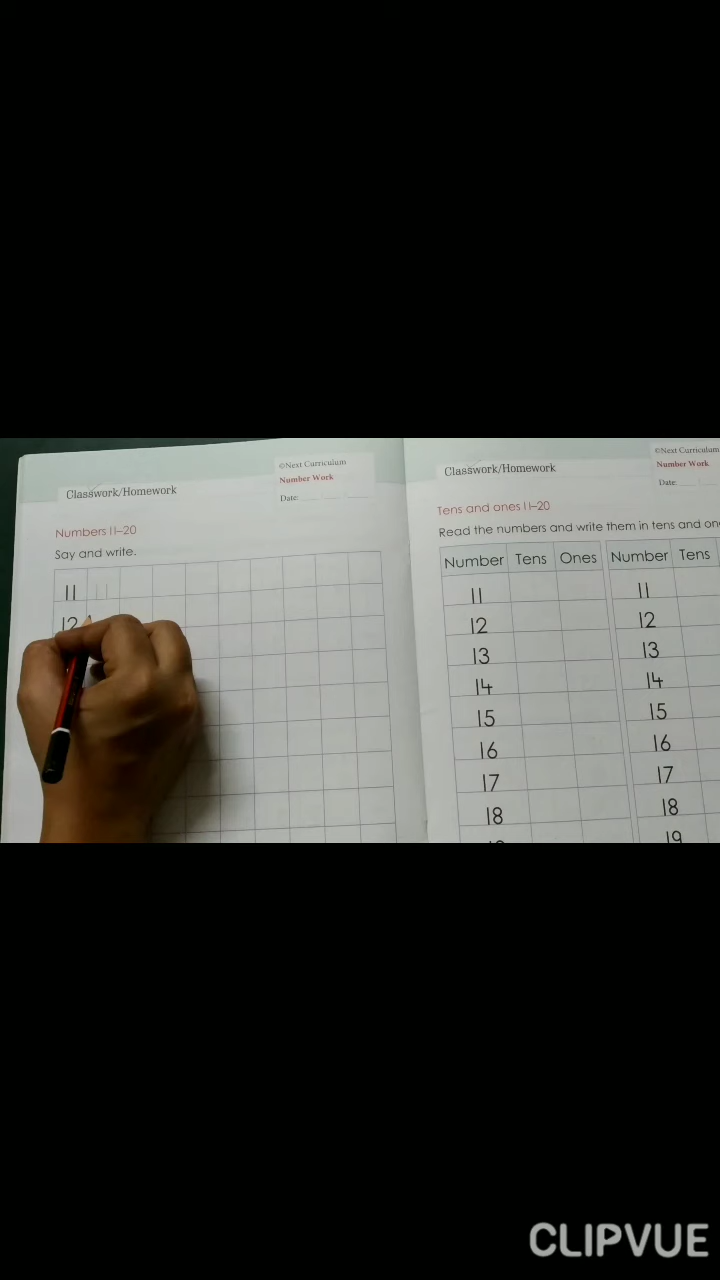 Classwork/Homework
©Next Curriculum
Number Work
Date:
Numbers 11–20
Say and write.
11 11
12
Classwork/Homework
©Next Curriculum
Number Work
Date:
Tens and ones 11–20
Read the numbers and write them in tens and
Number Tens Ones Number Tens
11 11
12 12
13 13
14 14
15 15
16 16
17 17
18 18
19
CLIPVUE